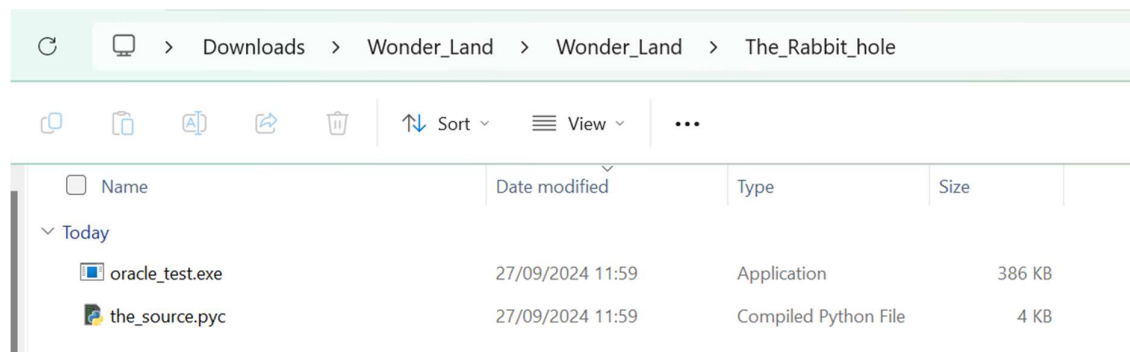 Downloads > Wonder_Land > Wonder_Land > The_Rabbit_hole
Sort View
Name Date modified Type Size
Today
oracle_test.exe 27/09/2024 11:59 Application 386 KB
the_source.pyc 27/09/2024 11:59 Compiled Python File 4 KB